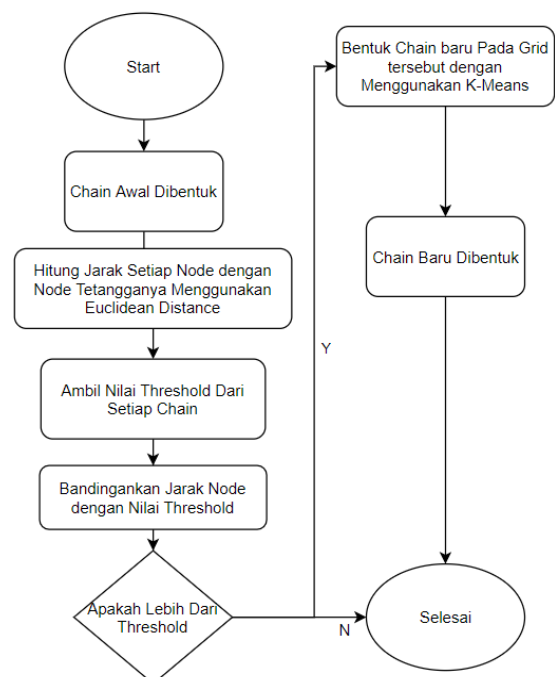 Start
Chain Awal Dibentuk
Hitung Jarak Setiap Node dengan
Node Tetangganya Menggunakan
Euclidean Distance
Ambil Nilai Threshold Dari
Setiap Chain
Bandingankan Jarak Node
dengan Nilai Threshold
Apakah Lebih Dari
Threshold
Y
N
Bentuk Chain baru Pada Grid
tersebut dengan
Menggunakan K-Means
Chain Baru Dibentuk
Selesai